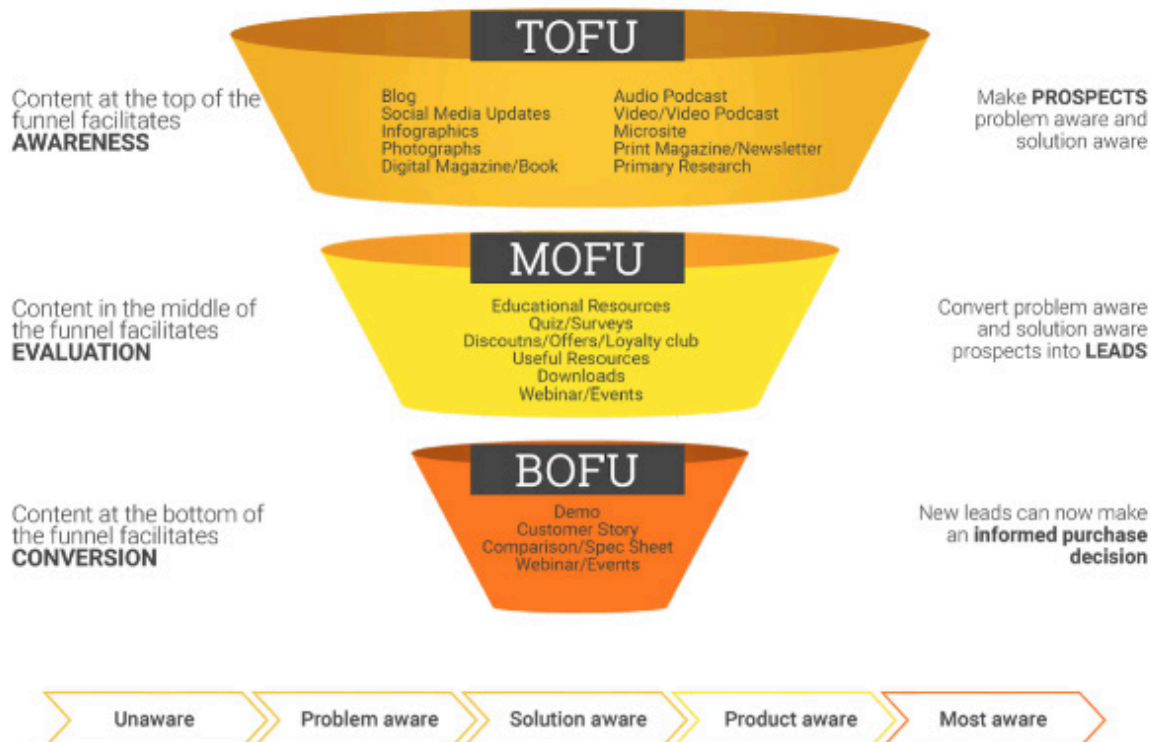 TOFU
Content at the top of the
funnel facilitates
AWARENESS
Blog
Social Media Updates
Infographics
Photographs
Digital Magazine/Book
Audio Podcast
Video/Video Podcast
Microsite
Print Magazine/Newsletter
Primary Research
Make PROSPECTS
problem aware and
solution aware
MOFU
Content in the middle of
the funnel facilitates
EVALUATION
Educational Resources
Quiz/Surveys
Discoutns/Offers/Loyalty club
Useful Resources
Downloads
Webinar/Events
Convert problem aware
and solution aware
prospects into LEADS
BOFU
Content at the bottom of
the funnel facilitates
CONVERSION
Demo
Customer Story
Comparison/Spec Sheet
Webinar/Events
New leads can now make
an informed purchase
decision
Unaware
Problem aware
Solution aware
Product aware
Most aware